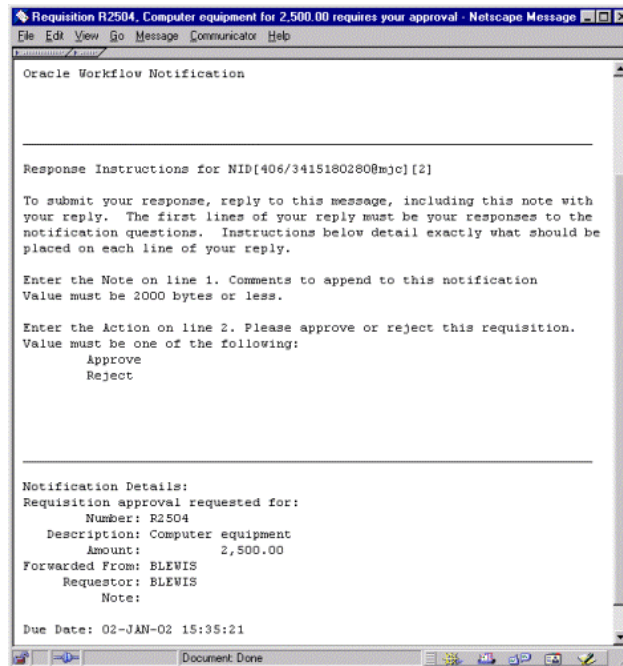 Requisition R2504, Computer equipment for 2,500.00 requires your approval - Netscape Message
File Edit View Go Message Communicator Help
Oracle Workflow Notification
Response Instructions for NID[406/3415180280@mjc][2]
To submit your response, reply to this message, including this note with
your reply. The first lines of your reply must be your responses to the
notification questions. Instructions below detail exactly what should be
placed on each line of your reply.
Enter the Note on line 1. Comments to append to this notification
Value must be 2000 bytes or less.
Enter the Action on line 2. Please approve or reject this requisition.
Value must be one of the following:
Approve
Reject
Notification Details:
Requisition approval requested for:
Number: R2504
Description: Computer equipment
Amount: 2,500.00
Forwarded From: BLEWIS
Requestor: BLEWIS
Note:
Due Date: 02-JAN-02 15:35:21
Document: Done